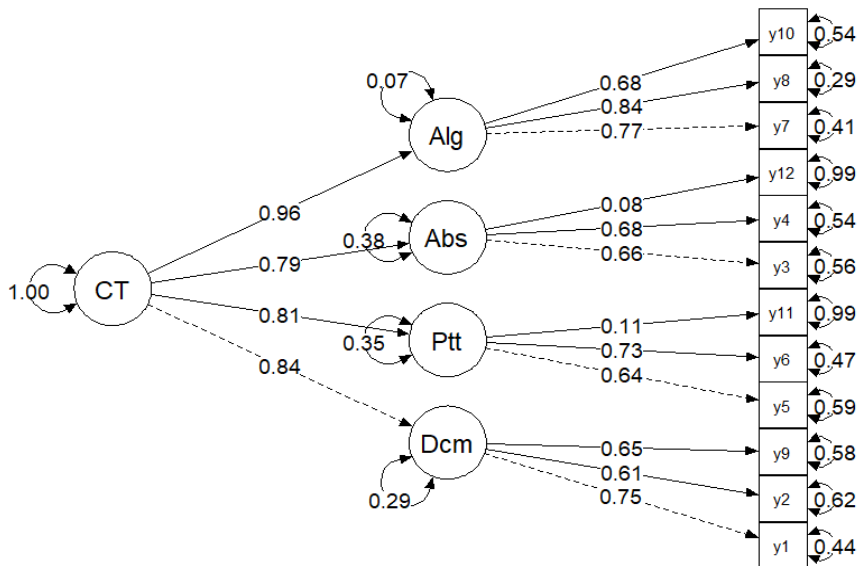 y10 0.54
0.07
0.68
y8 0.29
0.84
Alg
0.77
y7 0.41
y12 0.99
0.96
0.08
0.38
Abs
0.68
y4 0.54
0.79
0.66
y3 0.56
1.00
CT
0.81
0.11
y11 0.99
0.35
Ptt
0.73
y6 0.47
0.84
0.64
y5 0.59
Dcm
0.65
y9 0.58
0.61
0.29
0.75
y2 0.62
y1 0.44